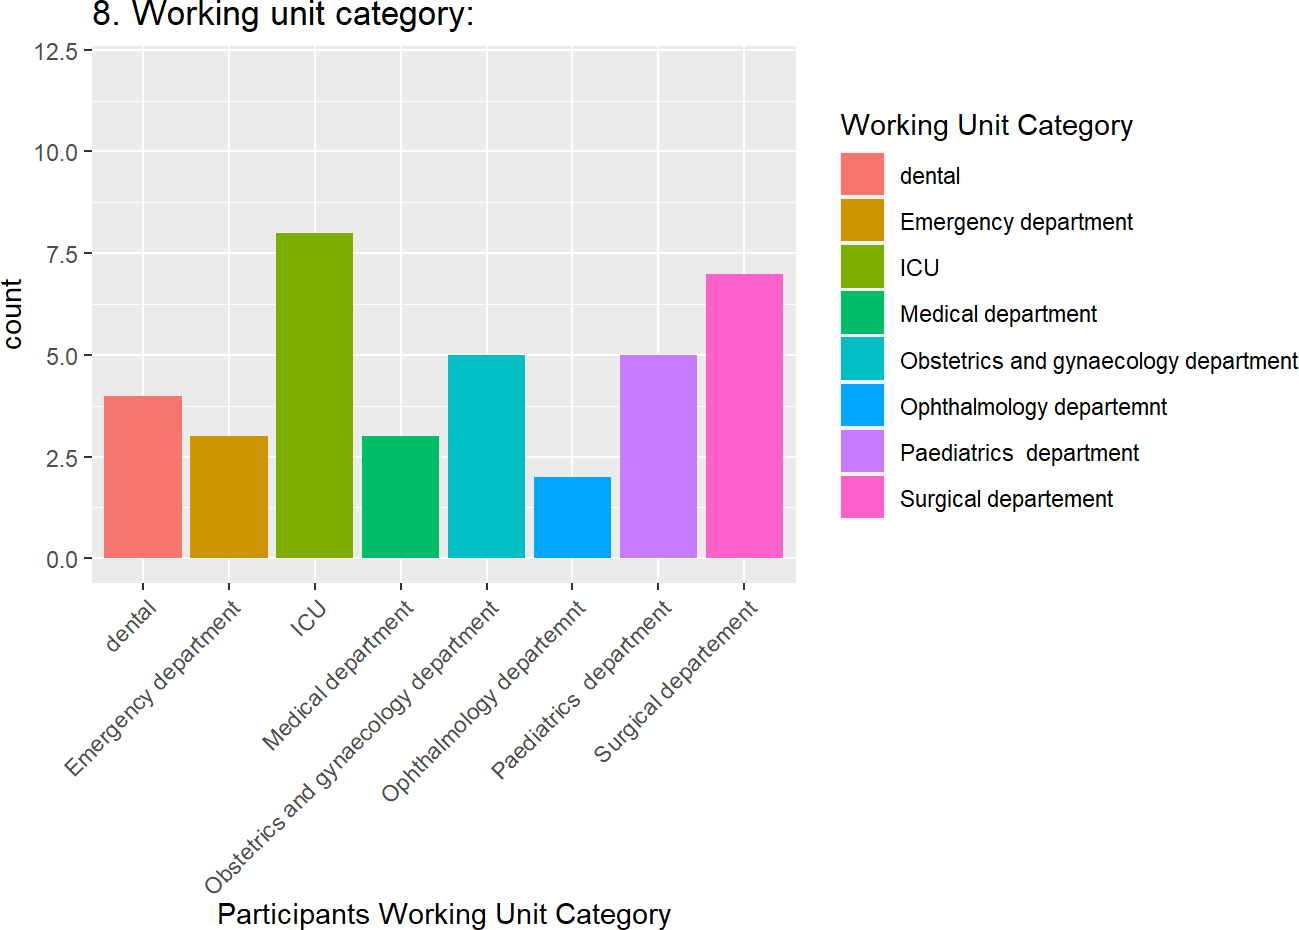 8. Working unit category:
12.5
10.0
7.5
5.0
2.5
0.0
count
dental
Emergency department
ICU
Medical department
Obstetrics and gynaecology department
Ophthalmology departemnt
Paediatrics  department
Surgical departement
Participants Working Unit Category
Working Unit Category
dental
Emergency department
ICU
Medical department
Obstetrics and gynaecology department
Ophthalmology departemnt
Paediatrics  department
Surgical departement